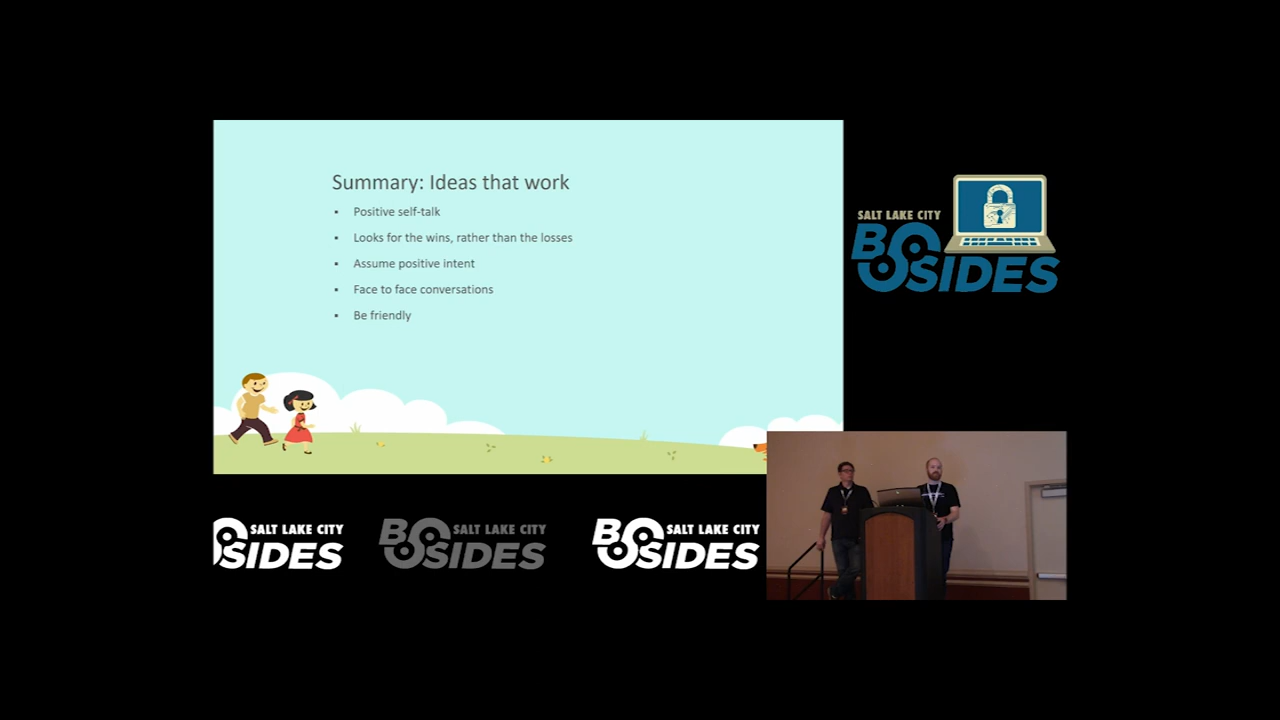 Summary: Ideas that work
▪ Positive self-talk
▪ Looks for the wins, rather than the losses
▪ Assume positive intent
▪ Face to face conversations
▪ Be friendly
SALT LAKE CITY
BSIDES
SALT LAKE CITY
SIDES
SALT LAKE CITY
BSIDES
SALT LAKE CITY
BSIDES